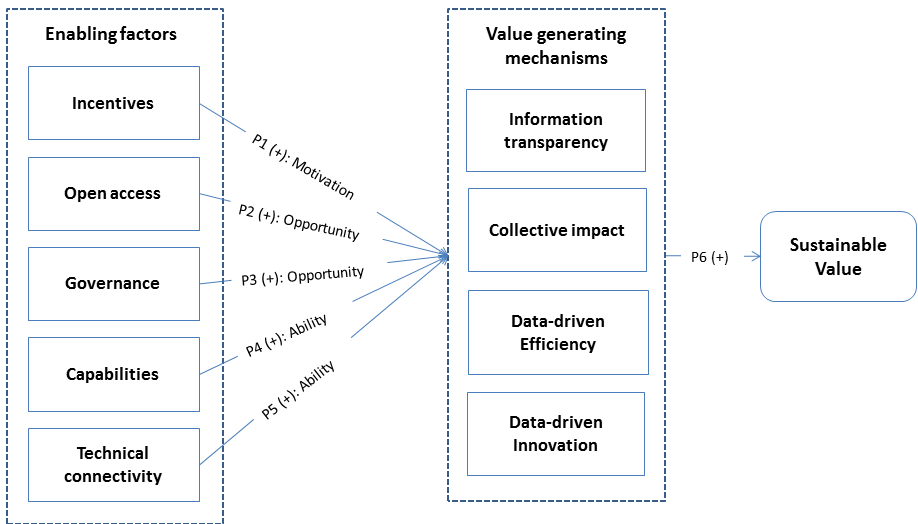 Enabling factors
Incentives
Open access
Governance
Capabilities
Technical
connectivity
P1 (+): Motivation
P2 (+): Opportunity
P3 (+): Opportunity
P4 (+): Ability
P5 (+): Ability
Value generating
mechanisms
Information
transparency
Collective impact
Data-driven
Efficiency
Data-driven
Innovation
P6 (+)
Sustainable
Value